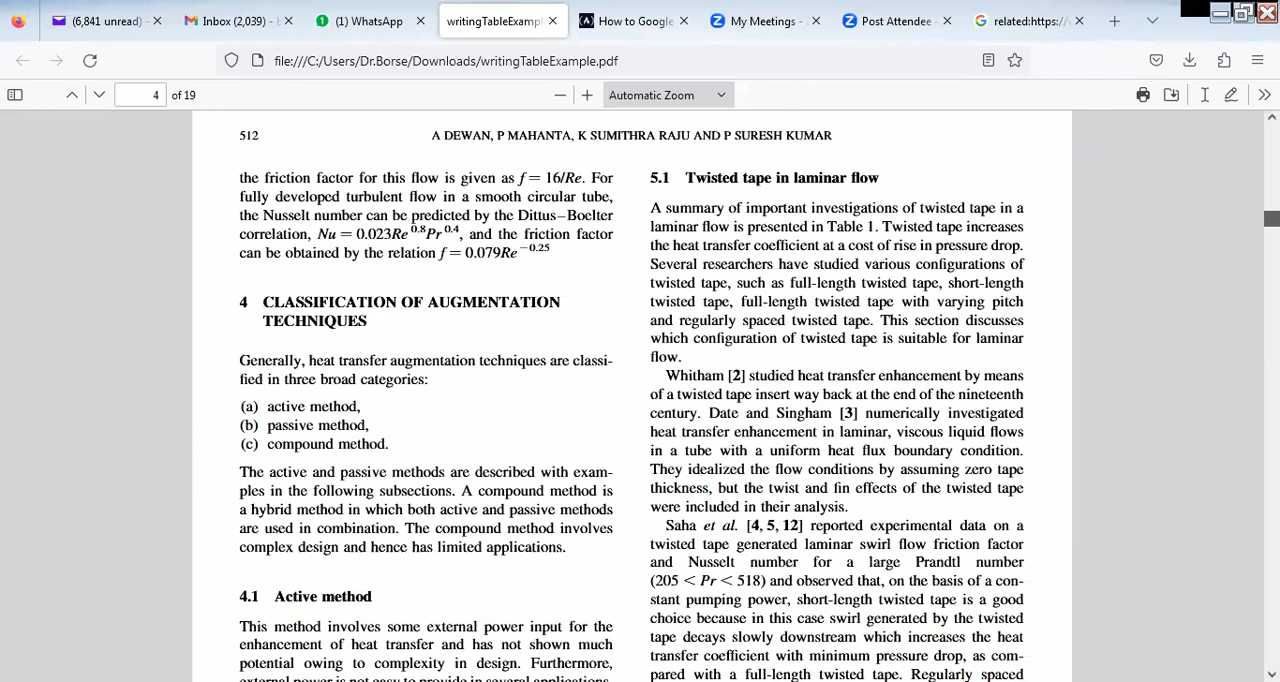 (6,841 unread) -
Inbox (2,039) - b
(1) WhatsApp
writingTableExampl
How to Google
My Meetings -
Post Attendee -
related:https://
file:///C:/Users/Dr.Borse/Downloads/writingTableExample.pdf
4 of 19
Automatic Zoom
512
A DEWAN, P MAHANTA, K SUMITHRA RAJU AND P SURESH KUMAR
the friction factor for this flow is given as f = 16/Re. For
fully developed turbulent flow in a smooth circular tube,
the Nusselt number can be predicted by the Dittus–Boelter
correlation, Nu = 0.023Re^0.8Pr^0.4, and the friction factor
can be obtained by the relation f = 0.079Re^−0.25
4 CLASSIFICATION OF AUGMENTATION
TECHNIQUES
Generally, heat transfer augmentation techniques are classi-
fied in three broad categories:
(a) active method,
(b) passive method,
(c) compound method.
The active and passive methods are described with exam-
ples in the following subsections. A compound method is
a hybrid method in which both active and passive methods
are used in combination. The compound method involves
complex design and hence has limited applications.
4.1 Active method
This method involves some external power input for the
enhancement of heat transfer and has not shown much
potential owing to complexity in design. Furthermore,
external power is not easy to provide in several applications.
5.1 Twisted tape in laminar flow
A summary of important investigations of twisted tape in a
laminar flow is presented in Table 1. Twisted tape increases
the heat transfer coefficient at a cost of rise in pressure drop.
Several researchers have studied various configurations of
twisted tape, such as full-length twisted tape, short-length
twisted tape, full-length twisted tape with varying pitch
and regularly spaced twisted tape. This section discusses
which configuration of twisted tape is suitable for laminar
flow.
Whitham [2] studied heat transfer enhancement by means
of a twisted tape insert way back at the end of the nineteenth
century. Date and Singham [3] numerically investigated
heat transfer enhancement in laminar, viscous liquid flows
in a tube with a uniform heat flux boundary condition.
They idealized the flow conditions by assuming zero tape
thickness, but the twist and fin effects of the twisted tape
were included in their analysis.
Saha et al. [4, 5, 12] reported experimental data on a
twisted tape generated laminar swirl flow friction factor
and Nusselt number for a large Prandtl number
(205 < Pr < 518) and observed that, on the basis of a con-
stant pumping power, short-length twisted tape is a good
choice because in this case swirl generated by the twisted
tape decays slowly downstream which increases the heat
transfer coefficient with minimum pressure drop, as com-
pared with a full-length twisted tape. Regularly spaced